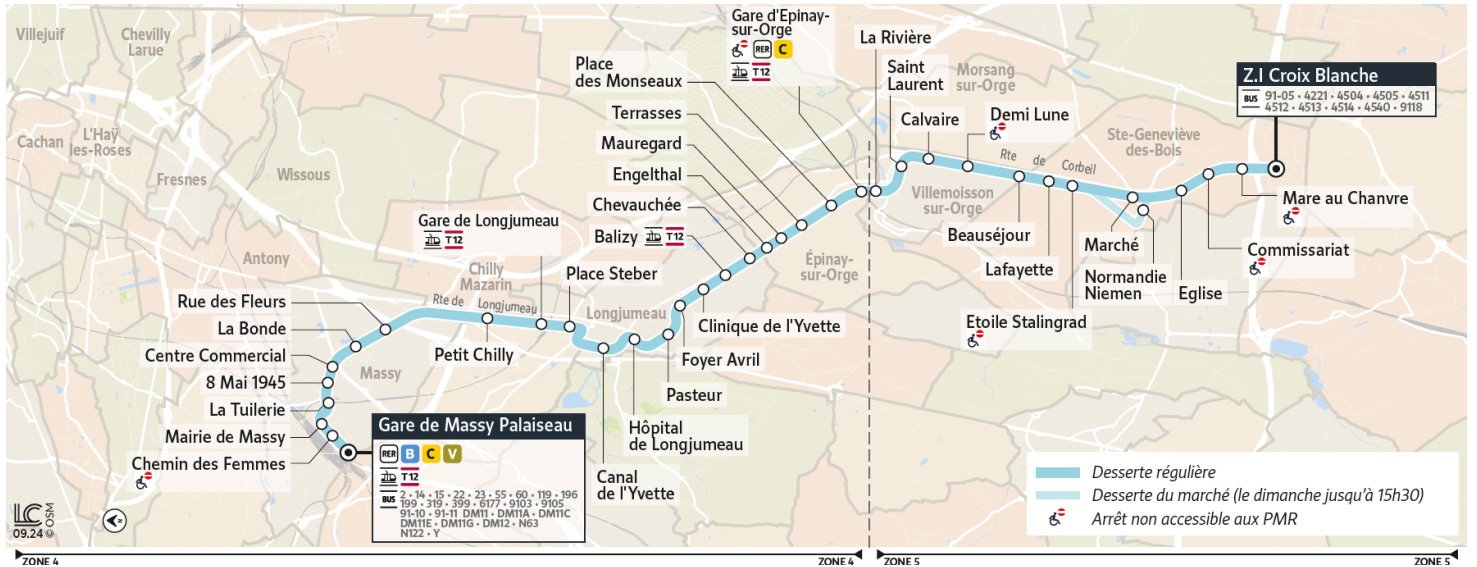 Villejuif
Chevilly
Larue
Cachan
L'Haÿ
les-Roses
Fresnes
Wissous
Antony
Chilly
Mazarin
Massy
Longjumeau
Épinay-
sur-Orge
Morsang
sur-Orge
Villemoisson
sur-Orge
Ste-Geneviève
des-Bois
Rte de Longjumeau
Rte de Corbeil
Gare de Massy Palaiseau
RER B C V
T12
BUS
2 • 14 • 15 • 22 • 23 • 55 • 60 • 119 • 196
199 • 319 • 399 • 6177 • 9103 • 9105
91-10 • 91-11 DM11 • DM11A • DM11C
DM11E • DM11G • DM12 • N63
N122 • Y
Chemin des Femmes
Mairie de Massy
La Tuilerie
8 Mai 1945
Centre Commercial
La Bonde
Rue des Fleurs
Petit Chilly
Gare de Longjumeau
T12
Place Steber
Canal
de l'Yvette
Hôpital
de Longjumeau
Pasteur
Foyer Avril
Clinique de l'Yvette
Balizy T12
Chevauchée
Engelthal
Mauregard
Terrasses
Place
des Monseaux
Gare d'Epinay-
sur-Orge
RER C
T12
La Rivière
Saint
Laurent
Calvaire
Demi Lune
Beauséjour
Lafayette
Etoile Stalingrad
Marché
Normandie
Niemen
Eglise
Commissariat
Mare au Chanvre
Z.I Croix Blanche
BUS
91-05 • 4221 • 4504 • 4505 • 4511
4512 • 4513 • 4514 • 4540 • 9118
Desserte régulière
Desserte du marché (le dimanche jusqu'à 15h30)
Arrêt non accessible aux PMR
LC
09.24 © OSM
N
ZONE 4
ZONE 4
ZONE 5
ZONE 5